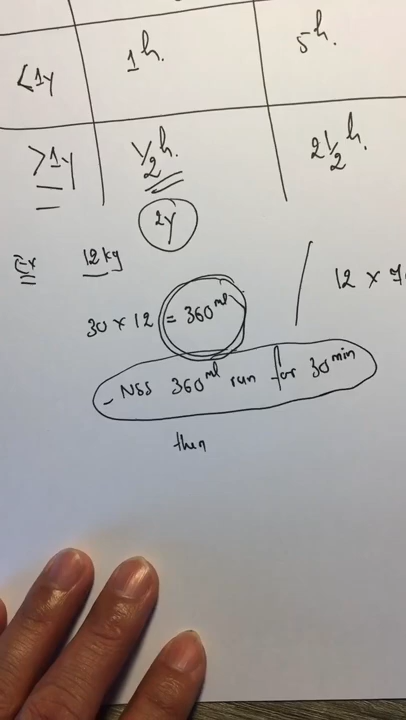 <1y 1h. 5h.
>1y 1/2h. 2 1/2h.
2y
Ex 12kg
30 x 12 = 360ml / 12 x 7
- NSS 360ml run for 30min
then